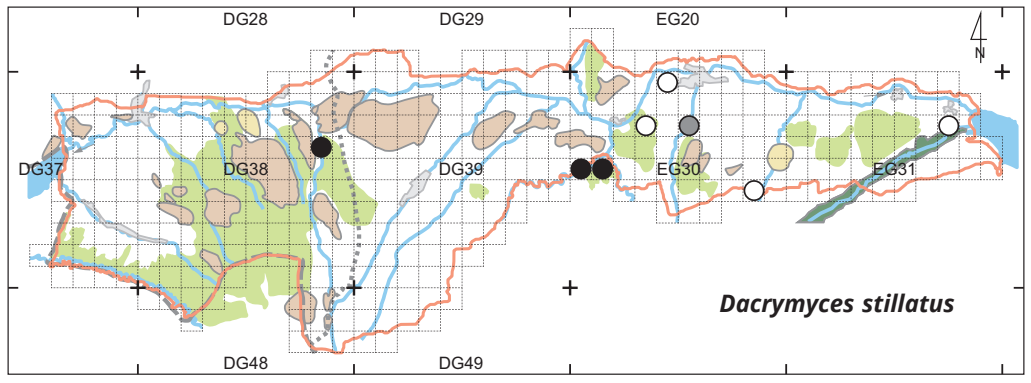 DG28 DG29 EG20
N
DG37 DG38 DG39 EG30 EG31
Dacrymyces stillatus
DG48 DG49